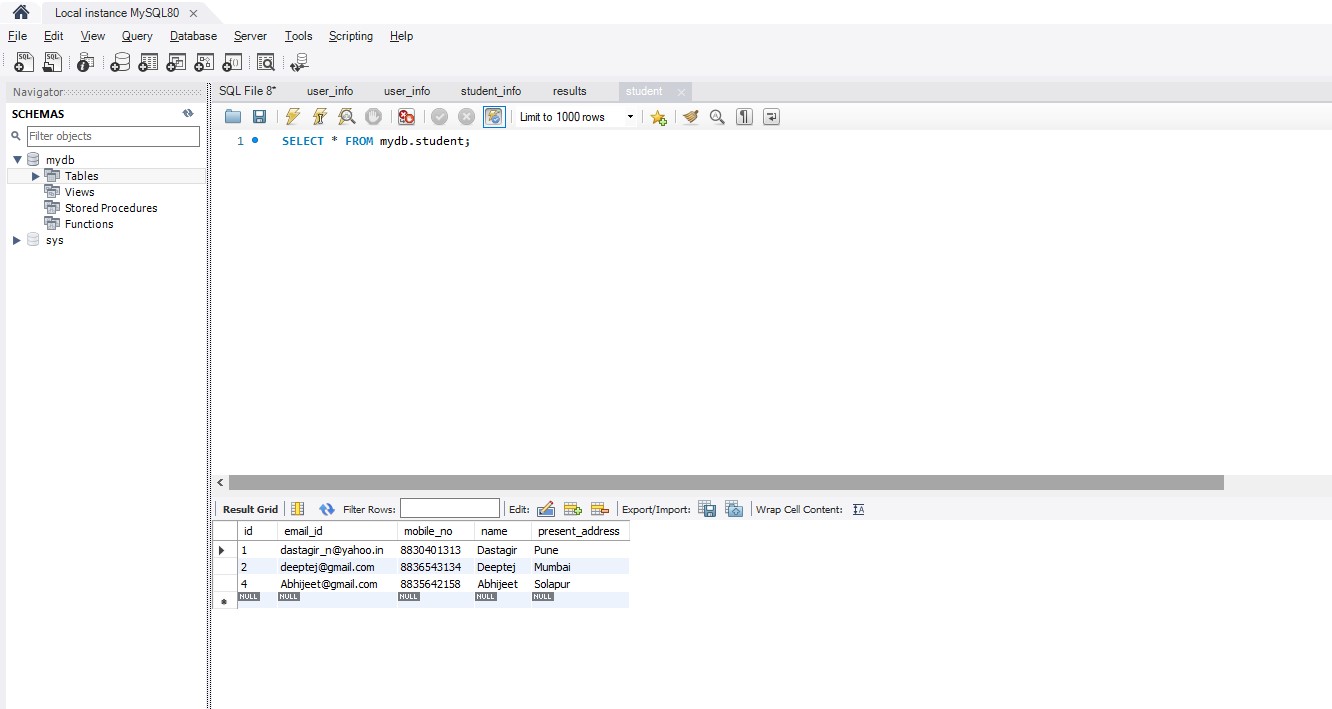 Local instance MySQL80
File Edit View Query Database Server Tools Scripting Help
Navigator
SCHEMAS
Filter objects
mydb
Tables
Views
Stored Procedures
Functions
sys
SQL File 8* user_info user_info student_info results student
Limit to 1000 rows
1 SELECT * FROM mydb.student;
Result Grid Filter Rows: Edit: Export/Import: Wrap Cell Content: IA
id email_id mobile_no name present_address
1 dastagir_n@yahoo.in 8830401313 Dastagir Pune
2 deeptej@gmail.com 8836543134 Deeptej Mumbai
4 Abhijeet@gmail.com 8835642158 Abhijeet Solapur
NULL NULL NULL NULL NULL